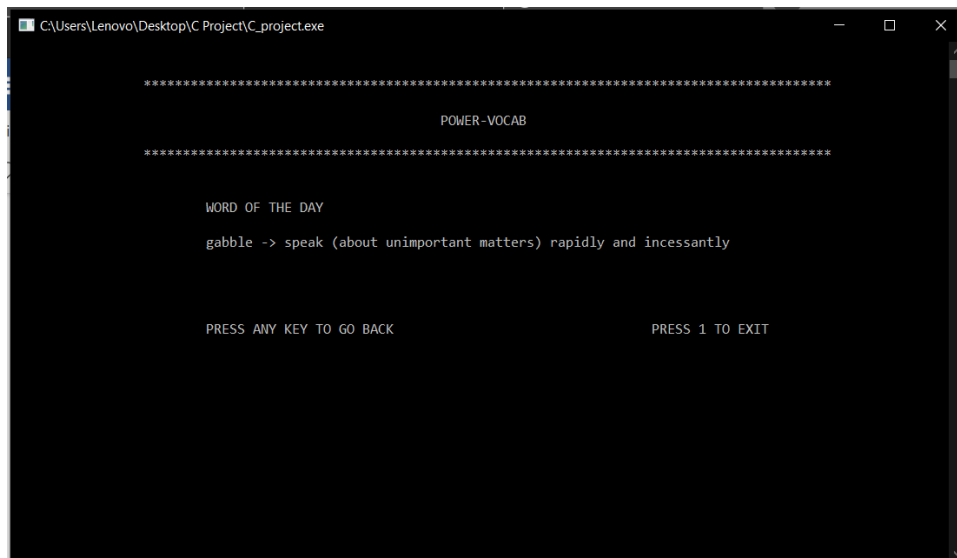 C:\Users\Lenovo\Desktop\C Project\C_project.exe
****************************************************************************************
POWER-VOCAB
****************************************************************************************
WORD OF THE DAY
gabble -> speak (about unimportant matters) rapidly and incessantly
PRESS ANY KEY TO GO BACK PRESS 1 TO EXIT